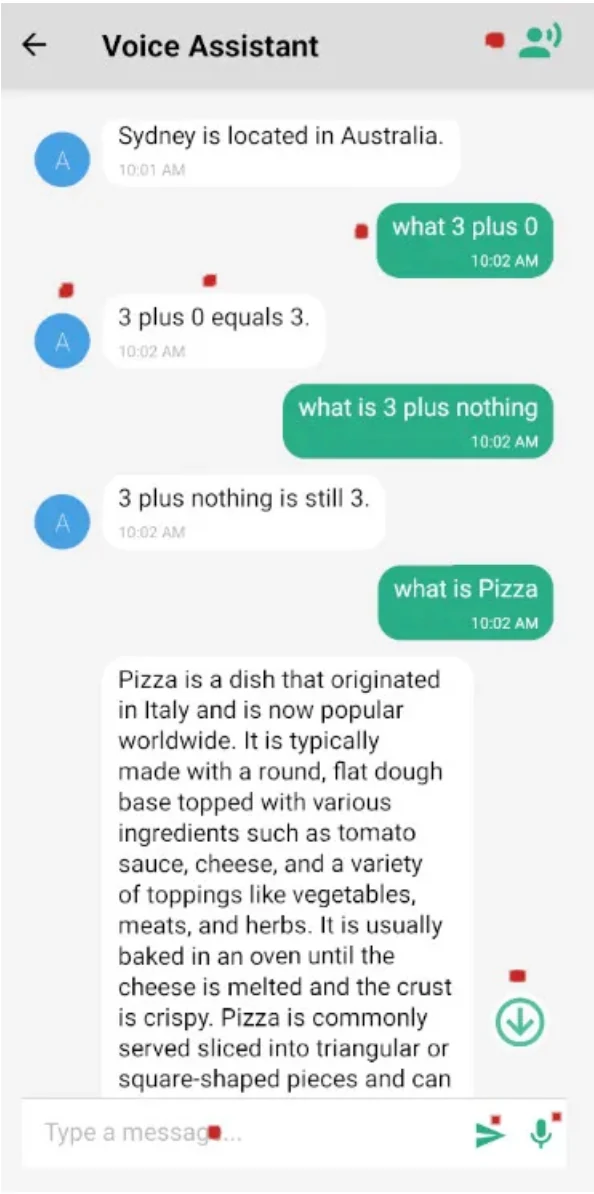 Voice Assistant
Sydney is located in Australia.
A
10:01 AM
what 3 plus 0
10:02 AM
3 plus 0 equals 3.
A
10:02 AM
what is 3 plus nothing
10:02 AM
3 plus nothing is still 3.
A
10:02 AM
what is Pizza
10:02 AM
Pizza is a dish that originated
in Italy and is now popular
worldwide. It is typically
made with a round, flat dough
base topped with various
ingredients such as tomato
sauce, cheese, and a variety
of toppings like vegetables,
meats, and herbs. It is usually
baked in an oven until the
cheese is melted and the crust
is crispy. Pizza is commonly
served sliced into triangular or
square-shaped pieces and can
Type a message...